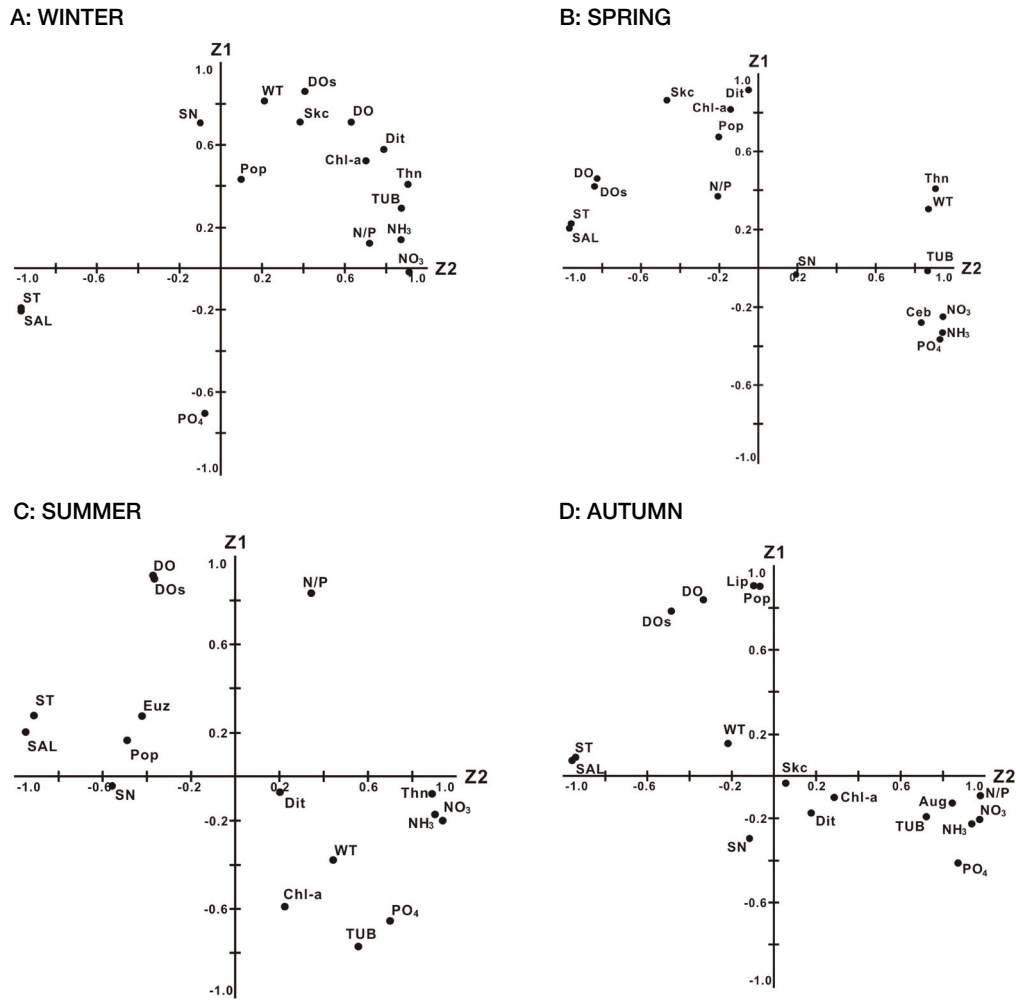 A: WINTER
Z1
1.0
DOs
WT
SN
Skc
DO
0.6
Dit
Chl-a
Pop
Thn
TUB
0.2
N/P
NH₃
NO₃
-1.0
-0.6
-0.2
0.2
0.6
1.0
Z2
ST
SAL
-0.2
-0.6
PO₄
-1.0
B: SPRING
Z1
1.0
Skc
Dit
Chl-a
Pop
0.6
DO
DOs
N/P
Thn
WT
ST
SAL
0.2
SN
TUB
-1.0
-0.6
-0.2
0.2
0.6
1.0
Z2
-0.2
Ceb
NO₃
NH₃
PO₄
-0.6
-1.0
C: SUMMER
Z1
1.0
DO
DOs
N/P
0.6
ST
Euz
SAL
0.2
Pop
-1.0
-0.6
-0.2
0.2
0.6
1.0
Z2
SN
Dit
Thn
NO₃
NH₃
-0.2
WT
Chl-a
-0.6
PO₄
TUB
-1.0
D: AUTUMN
Z1
1.0
Lip
Pop
DO
DOs
0.6
WT
0.2
ST
SAL
Skc
Z2
-1.0
-0.6
-0.2
0.2
0.6
1.0
N/P
Chl-a
Aug
NO₃
Dit
TUB
NH₃
-0.2
SN
PO₄
-0.6
-1.0